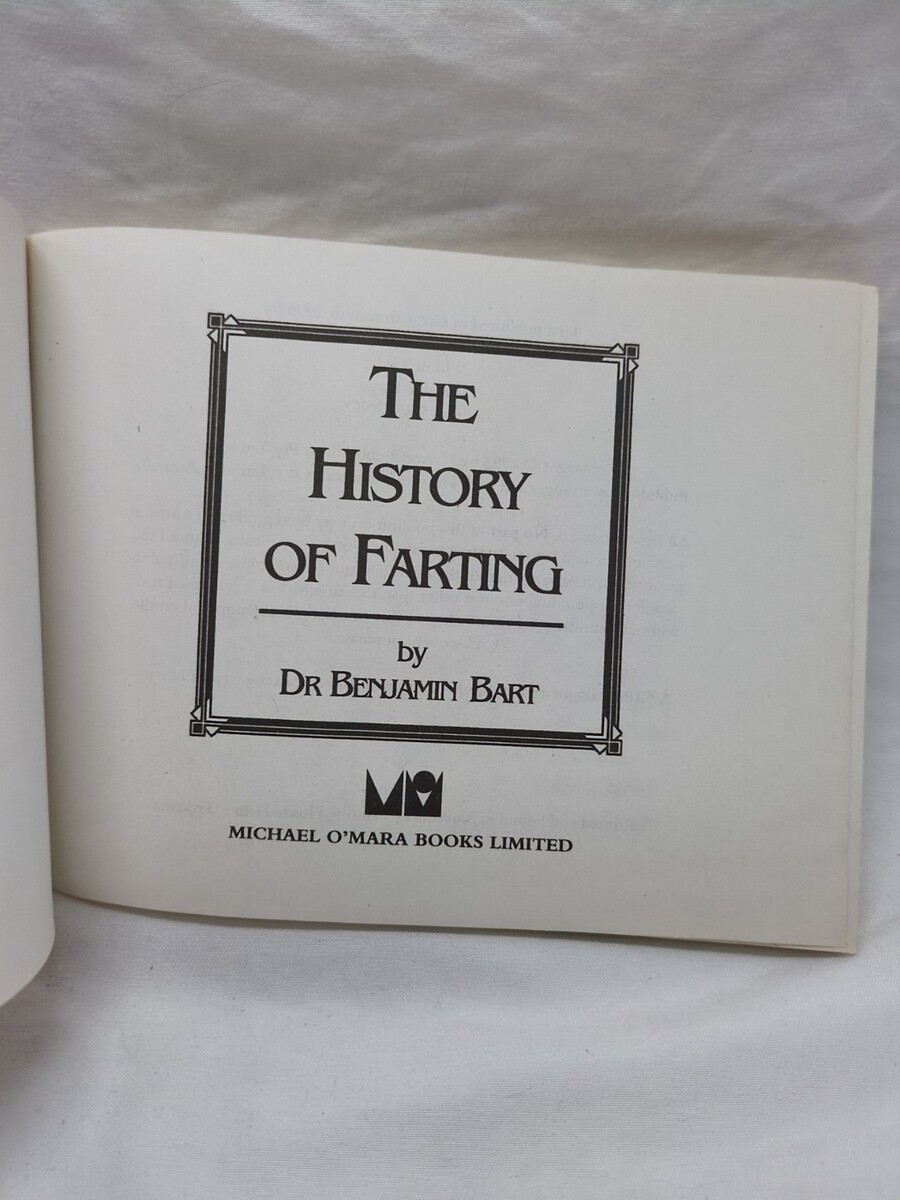 THE
HISTORY
OF FARTING
by
DR BENJAMIN BART
MICHAEL O'MARA BOOKS LIMITED